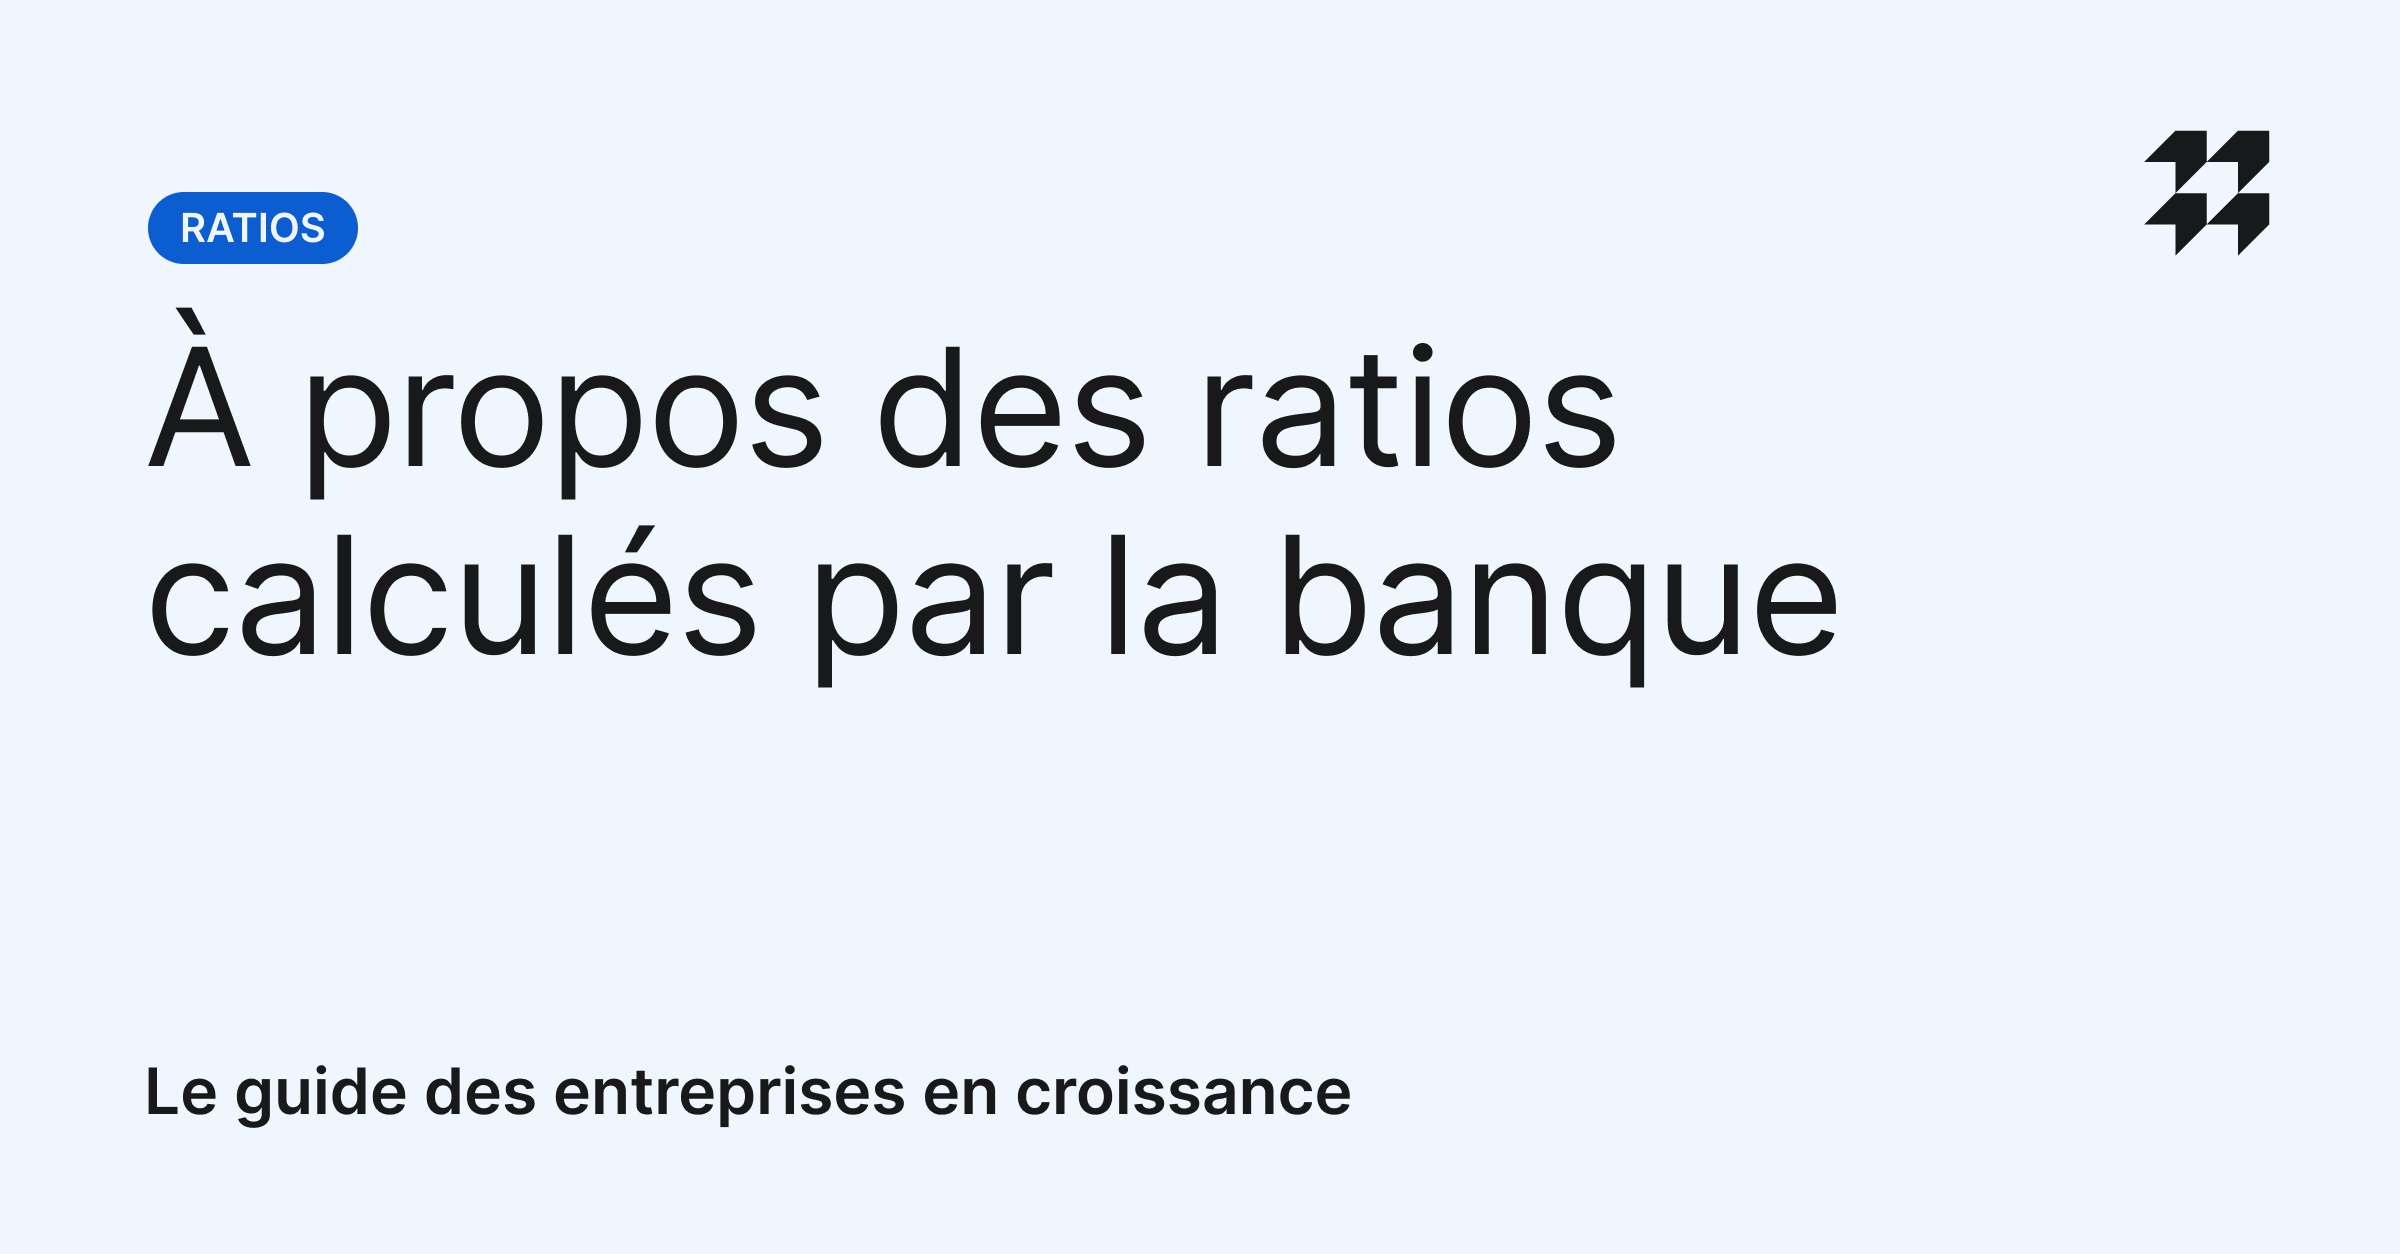 RATIOS
À propos des ratios
calculés par la banque
Le guide des entreprises en croissance